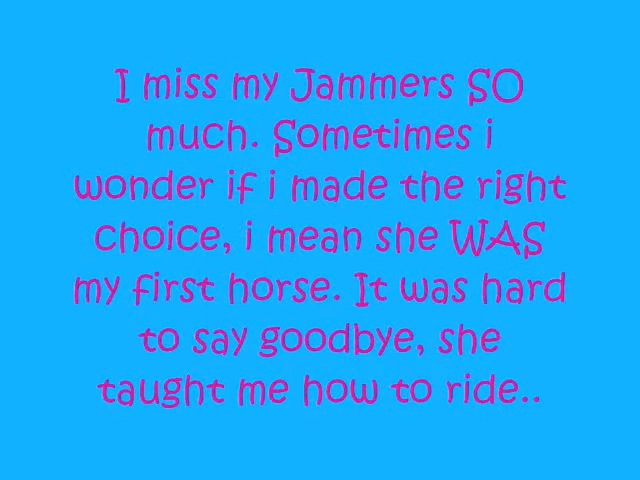 I miss my Jammers SO
much. Sometimes i
wonder if i made the right
choice, i mean she WAS
my first horse. It was hard
to say goodbye, she
taught me how to ride..